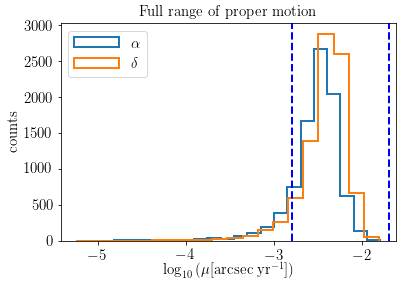 Full range of proper motion
α
δ
counts
3000
2500
2000
1500
1000
500
0
−5 −4 −3 −2
log₁₀(μ[arcsec yr⁻¹])